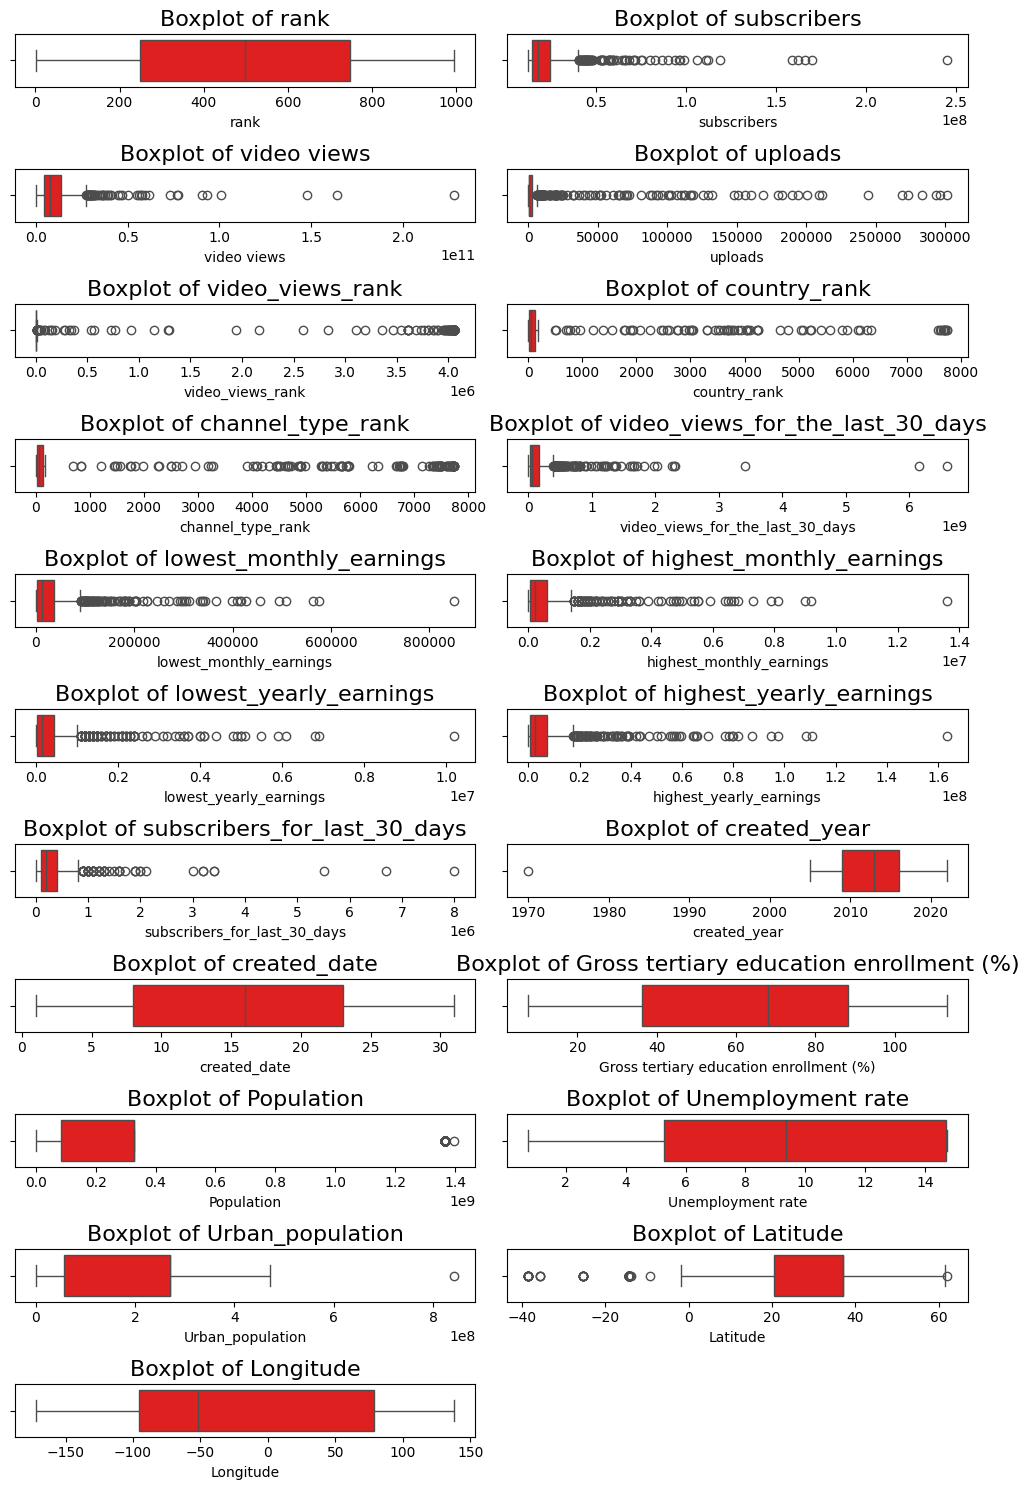 Boxplot of rank
0 200 400 600 800 1000
rank
Boxplot of subscribers
0.5 1.0 1.5 2.0 2.5
1e8
subscribers
Boxplot of video views
0.0 0.5 1.0 1.5 2.0
1e11
video views
Boxplot of uploads
0 50000 100000 150000 200000 250000 300000
uploads
Boxplot of video_views_rank
0.0 0.5 1.0 1.5 2.0 2.5 3.0 3.5 4.0
1e6
video_views_rank
Boxplot of country_rank
0 1000 2000 3000 4000 5000 6000 7000 8000
country_rank
Boxplot of channel_type_rank
0 1000 2000 3000 4000 5000 6000 7000 8000
channel_type_rank
Boxplot of video_views_for_the_last_30_days
0 1 2 3 4 5 6
1e9
video_views_for_the_last_30_days
Boxplot of lowest_monthly_earnings
0 200000 400000 600000 800000
lowest_monthly_earnings
Boxplot of highest_monthly_earnings
0.0 0.2 0.4 0.6 0.8 1.0 1.2 1.4
1e7
highest_monthly_earnings
Boxplot of lowest_yearly_earnings
0.0 0.2 0.4 0.6 0.8 1.0
1e7
lowest_yearly_earnings
Boxplot of highest_yearly_earnings
0.0 0.2 0.4 0.6 0.8 1.0 1.2 1.4 1.6
1e8
highest_yearly_earnings
Boxplot of subscribers_for_last_30_days
0 1 2 3 4 5 6 7 8
1e6
subscribers_for_last_30_days
Boxplot of created_year
1970 1980 1990 2000 2010 2020
created_year
Boxplot of created_date
0 5 10 15 20 25 30
created_date
Boxplot of Gross tertiary education enrollment (%)
20 40 60 80 100
Gross tertiary education enrollment (%)
Boxplot of Population
0.0 0.2 0.4 0.6 0.8 1.0 1.2 1.4
1e9
Population
Boxplot of Unemployment rate
2 4 6 8 10 12 14
Unemployment rate
Boxplot of Urban_population
0 2 4 6 8
1e8
Urban_population
Boxplot of Latitude
−40 −20 0 20 40 60
Latitude
Boxplot of Longitude
−150 −100 −50 0 50 100 150
Longitude